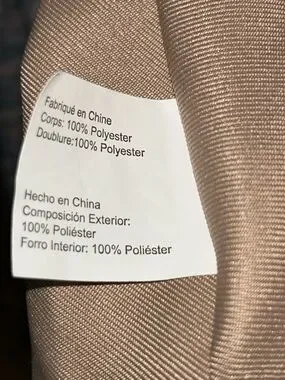 Fabriqué en Chine
Corps: 100% Polyester
Doublure:100% Polyester
Hecho en China
Composición Exterior:
100% Poliéster
Forro Interior: 100% Poliéster